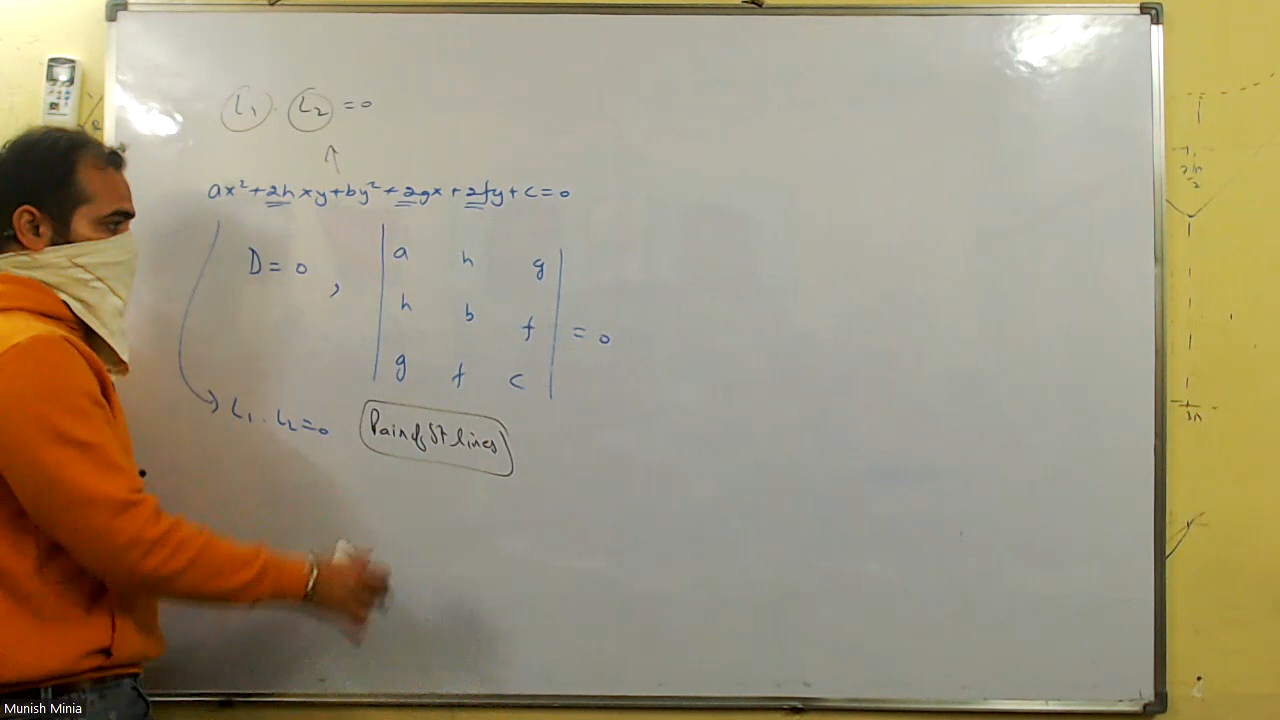 L₁ . L₂ = 0
ax² + 2hxy + by² + 2gx + 2fy + c = 0
D = 0 , | a h g |
| h b f | = 0
| g f c |
L₁ . L₂ = 0 Pair of St lines
Munish Minia